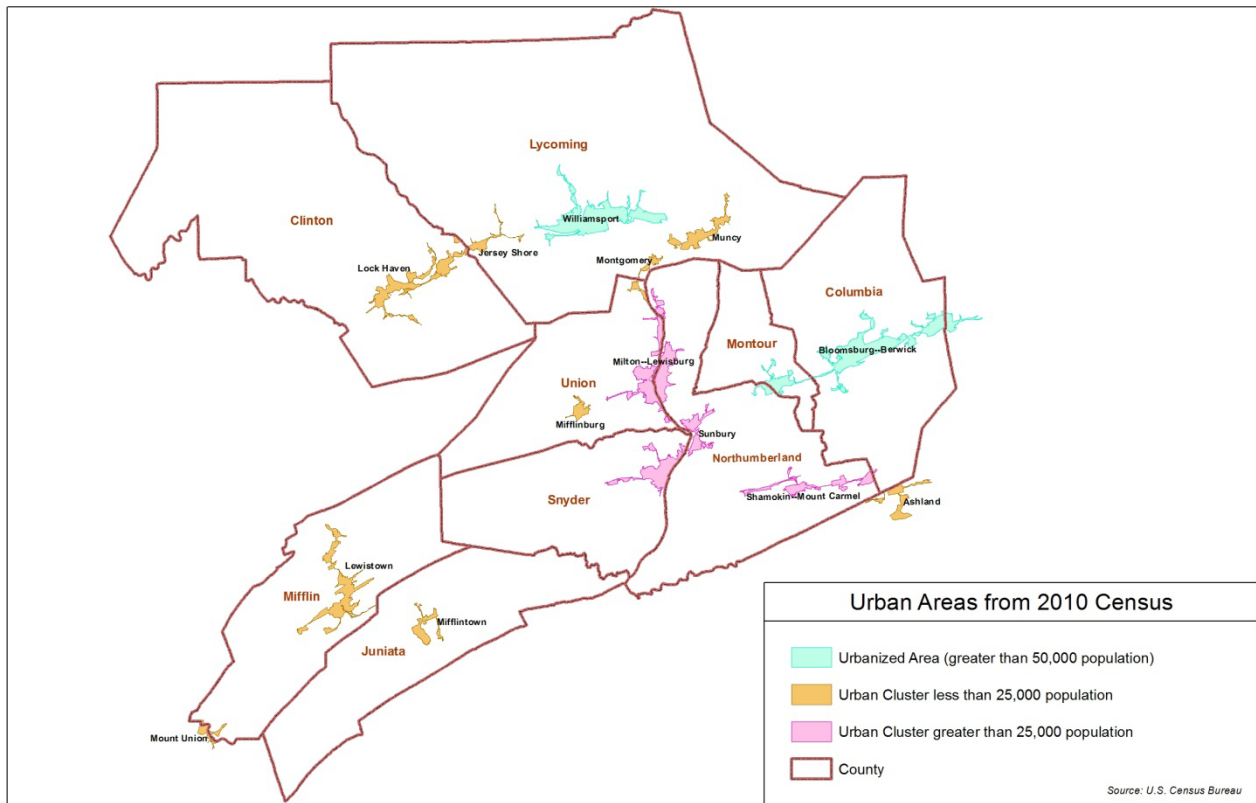 Lycoming
Williamsport
Clinton
Muncy
Jersey Shore
Montgomery
Lock Haven
Columbia
Montour
Bloomsburg--Berwick
Milton--Lewisburg
Union
Mifflinburg
Sunbury
Northumberland
Snyder
Shamokin--Mount Carmel
Ashland
Lewistown
Mifflin
Mifflintown
Juniata
Mount Union
Urban Areas from 2010 Census
Urbanized Area (greater than 50,000 population)
Urban Cluster less than 25,000 population
Urban Cluster greater than 25,000 population
County
Source: U.S. Census Bureau